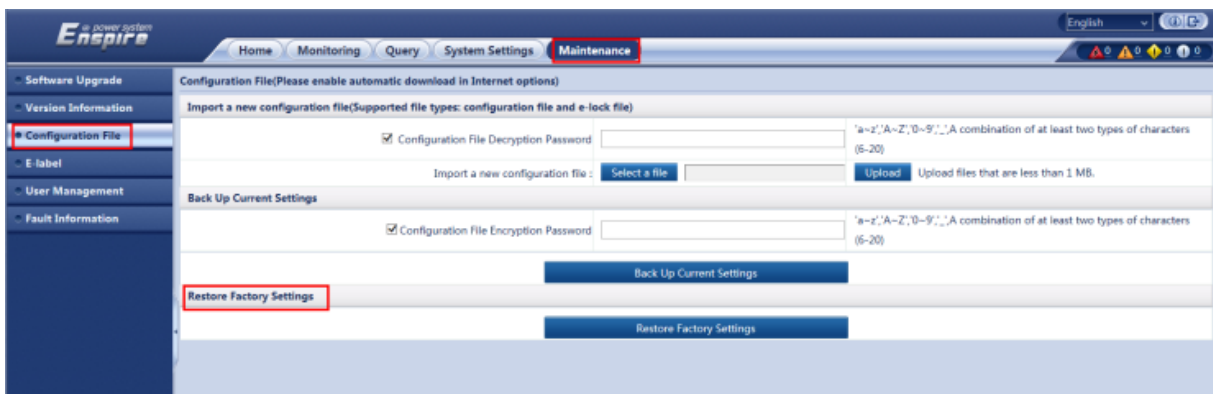 e power system
Enspire
English
Home Monitoring Query System Settings Maintenance
0 0 0 0
Software Upgrade
Version Information
Configuration File
E-label
User Management
Fault Information
Configuration File(Please enable automatic download in Internet options)
Import a new configuration file(Supported file types: configuration file and e-lock file)
Configuration File Decryption Password
'a~z','A~Z','0~9','_',A combination of at least two types of characters
(6-20)
Import a new configuration file : Select a file Upload Upload files that are less than 1 MB.
Back Up Current Settings
Configuration File Encryption Password
'a~z','A~Z','0~9','_',A combination of at least two types of characters
(6-20)
Back Up Current Settings
Restore Factory Settings
Restore Factory Settings